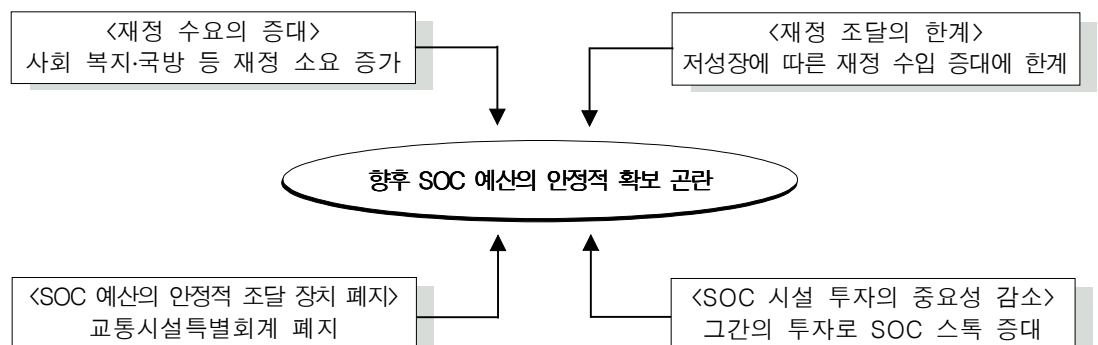 <재정 수요의 증대>
사회 복지·국방 등 재정 소요 증가
<재정 조달의 한계>
저성장에 따른 재정 수입 증대에 한계
향후 SOC 예산의 안정적 확보 곤란
<SOC 예산의 안정적 조달 장치 폐지>
교통시설특별회계 폐지
<SOC 시설 투자의 중요성 감소>
그간의 투자로 SOC 스톡 증대